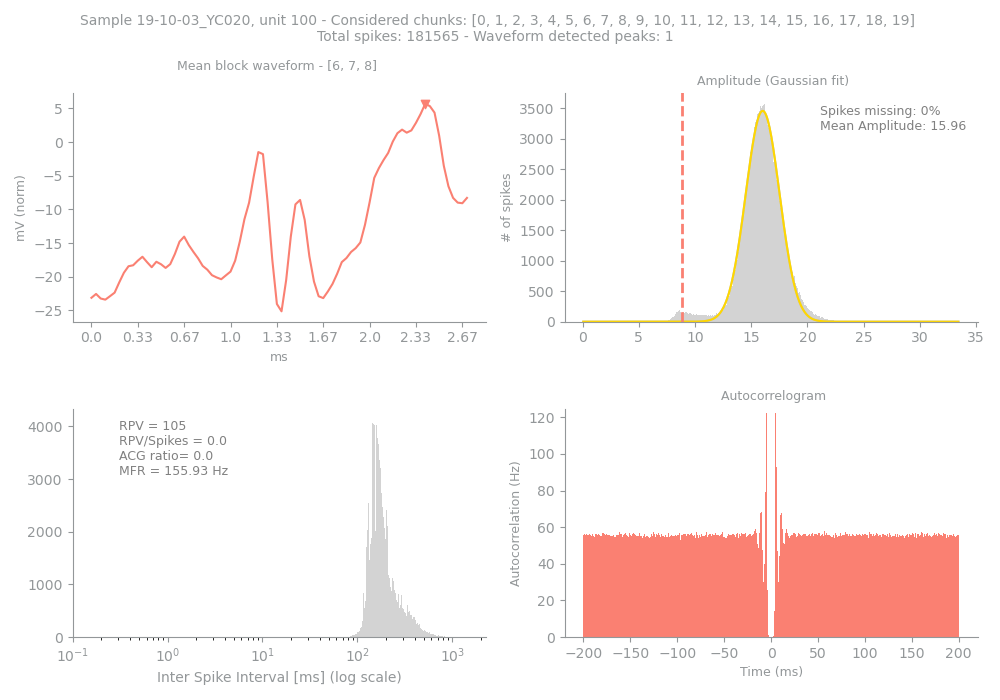 Sample 19-10-03_YC020, unit 100 - Considered chunks: [0, 1, 2, 3, 4, 5, 6, 7, 8, 9, 10, 11, 12, 13, 14, 15, 16, 17, 18, 19]
Total spikes: 181565 - Waveform detected peaks: 1
Mean block waveform - [6, 7, 8]
5
0
−5
−10
−15
−20
−25
mV (norm)
0.0 0.33 0.67 1.0 1.33 1.67 2.0 2.33 2.67
ms
Amplitude (Gaussian fit)
Spikes missing: 0%
Mean Amplitude: 15.96
3500
3000
2500
2000
1500
1000
500
0
# of spikes
0 5 10 15 20 25 30 35
RPV = 105
RPV/Spikes = 0.0
ACG ratio= 0.0
MFR = 155.93 Hz
4000
3000
2000
1000
0
10⁻¹ 10⁰ 10¹ 10² 10³
Inter Spike Interval [ms] (log scale)
Autocorrelogram
120
100
80
60
40
20
0
Autocorrelation (Hz)
−200 −150 −100 −50 0 50 100 150 200
Time (ms)